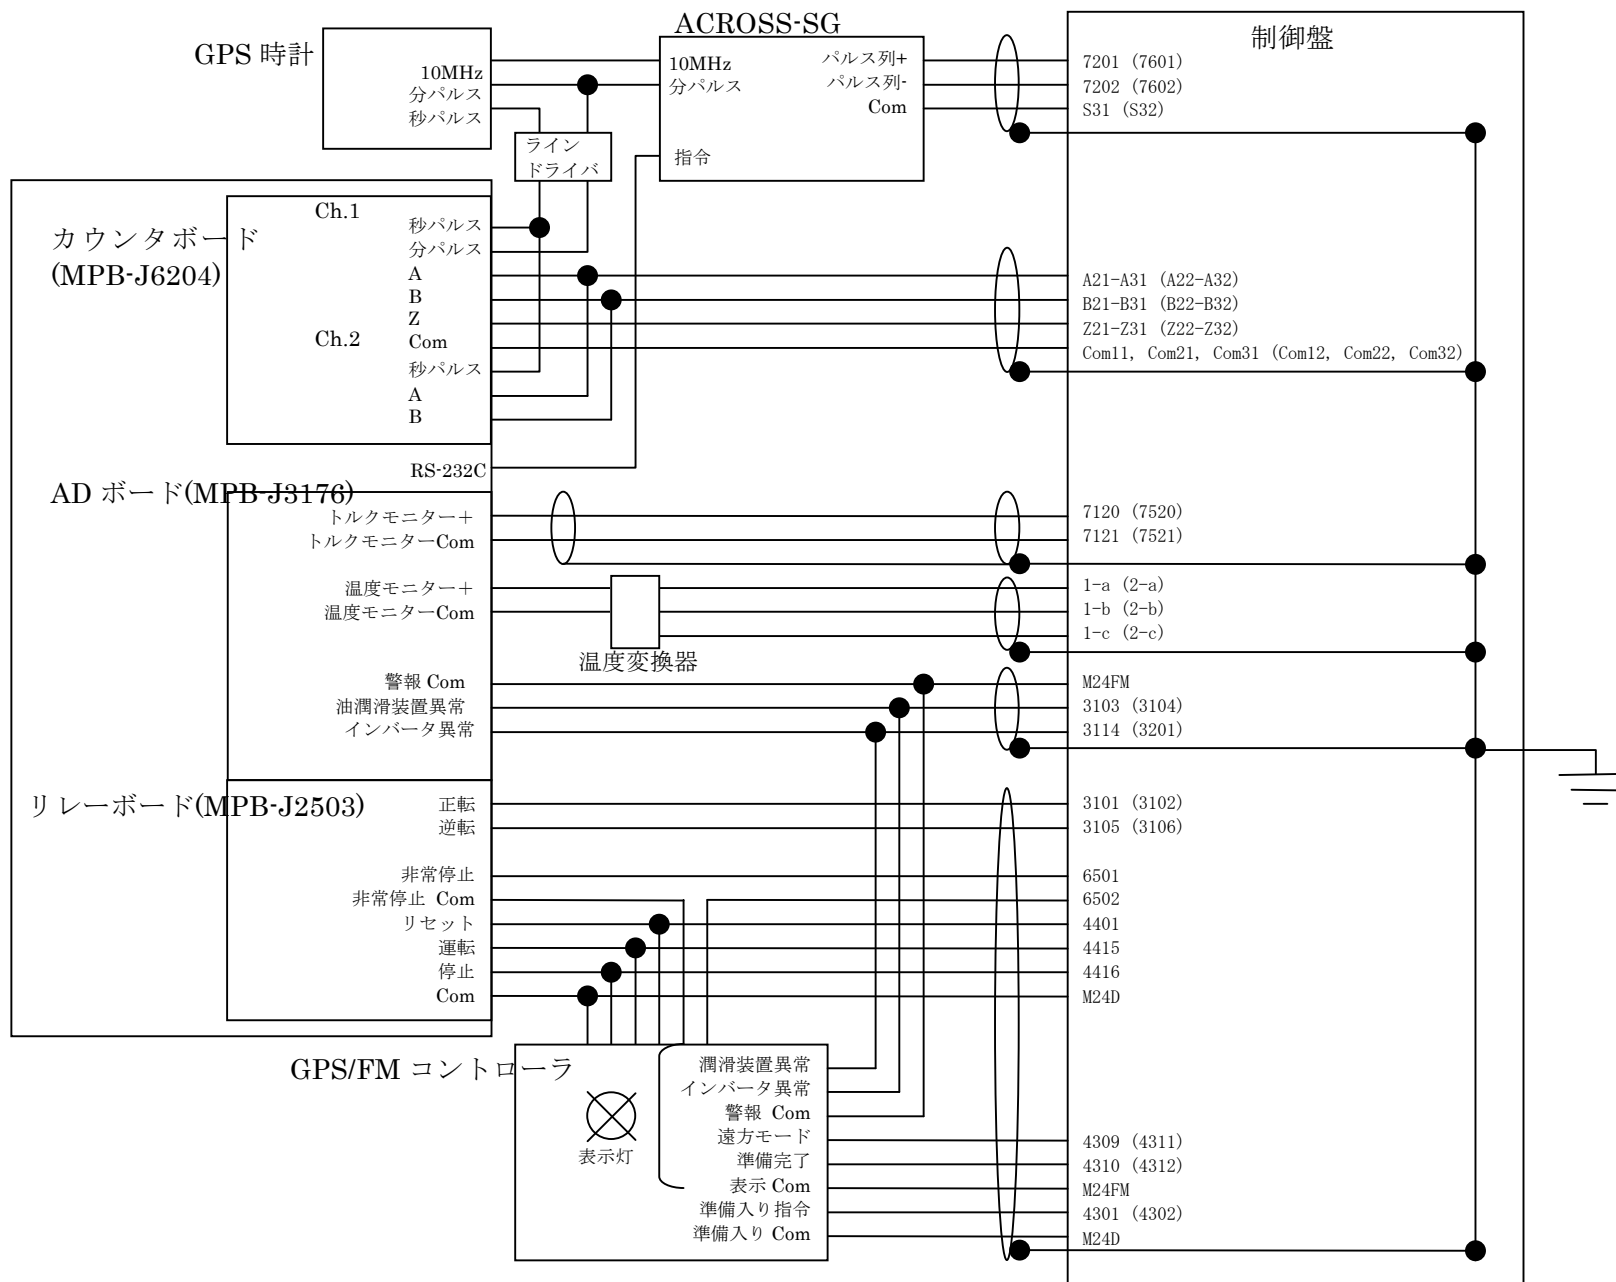 ACROSS-SG
制御盤
GPS 時計
10MHz
分パルス
秒パルス
10MHz
分パルス
指令
パルス列+
パルス列-
Com
7201 (7601)
7202 (7602)
S31 (S32)
ライン
ドライバ
カウンタボード
(MPB-J6204)
Ch.1
秒パルス
分パルス
A
B
Z
Ch.2
Com
秒パルス
A
B
A21-A31 (A22-A32)
B21-B31 (B22-B32)
Z21-Z31 (Z22-Z32)
Com11, Com21, Com31 (Com12, Com22, Com32)
RS-232C
AD ボード(MPB-J3176)
トルクモニター＋
トルクモニターCom
温度モニター＋
温度モニターCom
温度変換器
警報 Com
油潤滑装置異常
インバータ異常
7120 (7520)
7121 (7521)
1-a (2-a)
1-b (2-b)
1-c (2-c)
M24FM
3103 (3104)
3114 (3201)
リレーボード(MPB-J2503)
正転
逆転
非常停止
非常停止 Com
リセット
運転
停止
Com
3101 (3102)
3105 (3106)
6501
6502
4401
4415
4416
M24D
GPS/FM コントローラ
表示灯
潤滑装置異常
インバータ異常
警報 Com
遠方モード
準備完了
表示 Com
準備入り指令
準備入り Com
4309 (4311)
4310 (4312)
M24FM
4301 (4302)
M24D